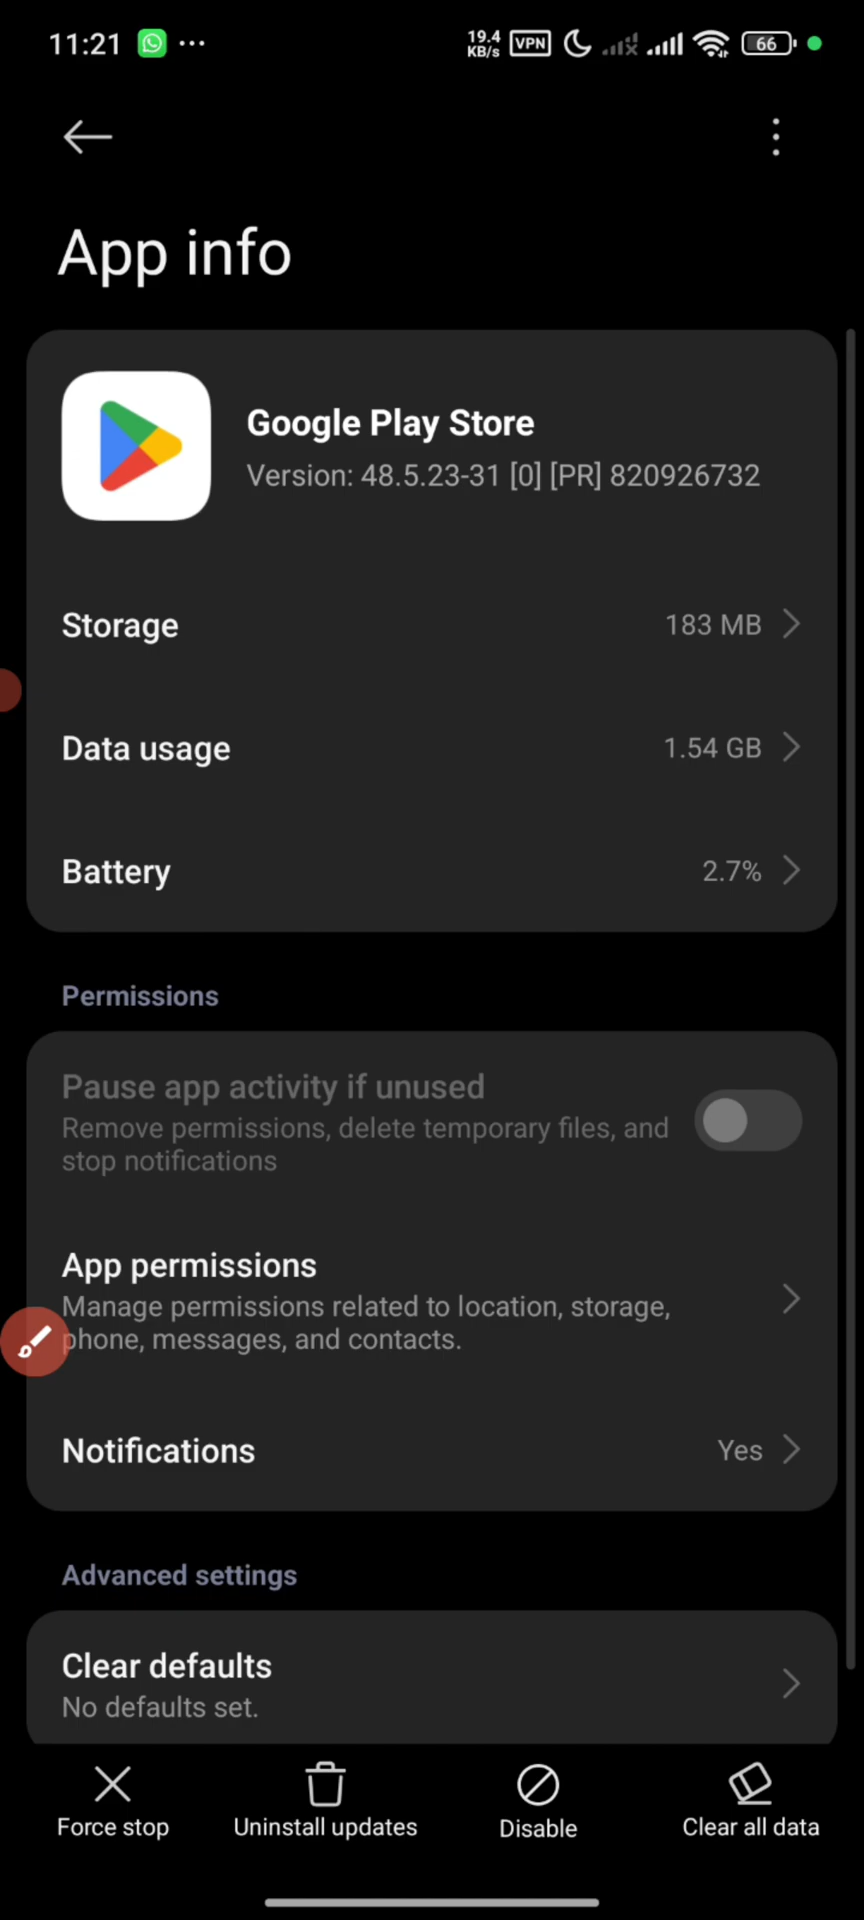 11:21
19.4
KB/s
VPN
66
App info
Google Play Store
Version: 48.5.23-31 [0] [PR] 820926732
Storage
183 MB
Data usage
1.54 GB
Battery
2.7%
Permissions
Pause app activity if unused
Remove permissions, delete temporary files, and
stop notifications
App permissions
Manage permissions related to location, storage,
phone, messages, and contacts.
Notifications
Yes
Advanced settings
Clear defaults
No defaults set.
Force stop
Uninstall updates
Disable
Clear all data